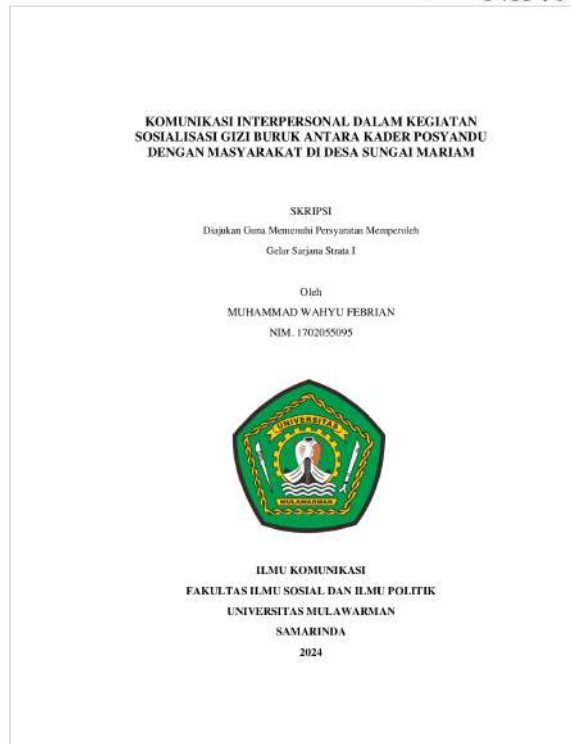 KOMUNIKASI INTERPERSONAL DALAM KEGIATAN
SOSIALISASI GIZI BURUK ANTARA KADER POSYANDU
DENGAN MASYARAKAT DI DESA SUNGAI MARIAM
SKRIPSI
Diajukan Guna Memenuhi Persyaratan Memperoleh
Gelar Sarjana Strata I
Oleh
MUHAMMAD WAHYU FEBRIAN
NIM. 1702055095
UNIVERSITAS
MULAWARMAN
ILMU KOMUNIKASI
FAKULTAS ILMU SOSIAL DAN ILMU POLITIK
UNIVERSITAS MULAWARMAN
SAMARINDA
2024